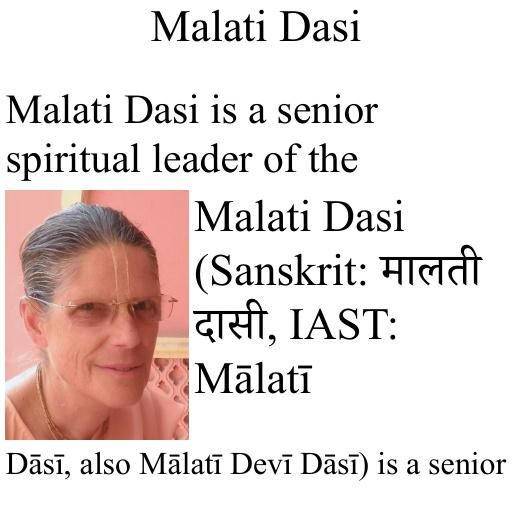 Malati Dasi
Malati Dasi is a senior
spiritual leader of the
Malati Dasi
(Sanskrit: मालती
दासी, IAST:
Mālatī
Dāsī, also Mālatī Devī Dāsī) is a senior